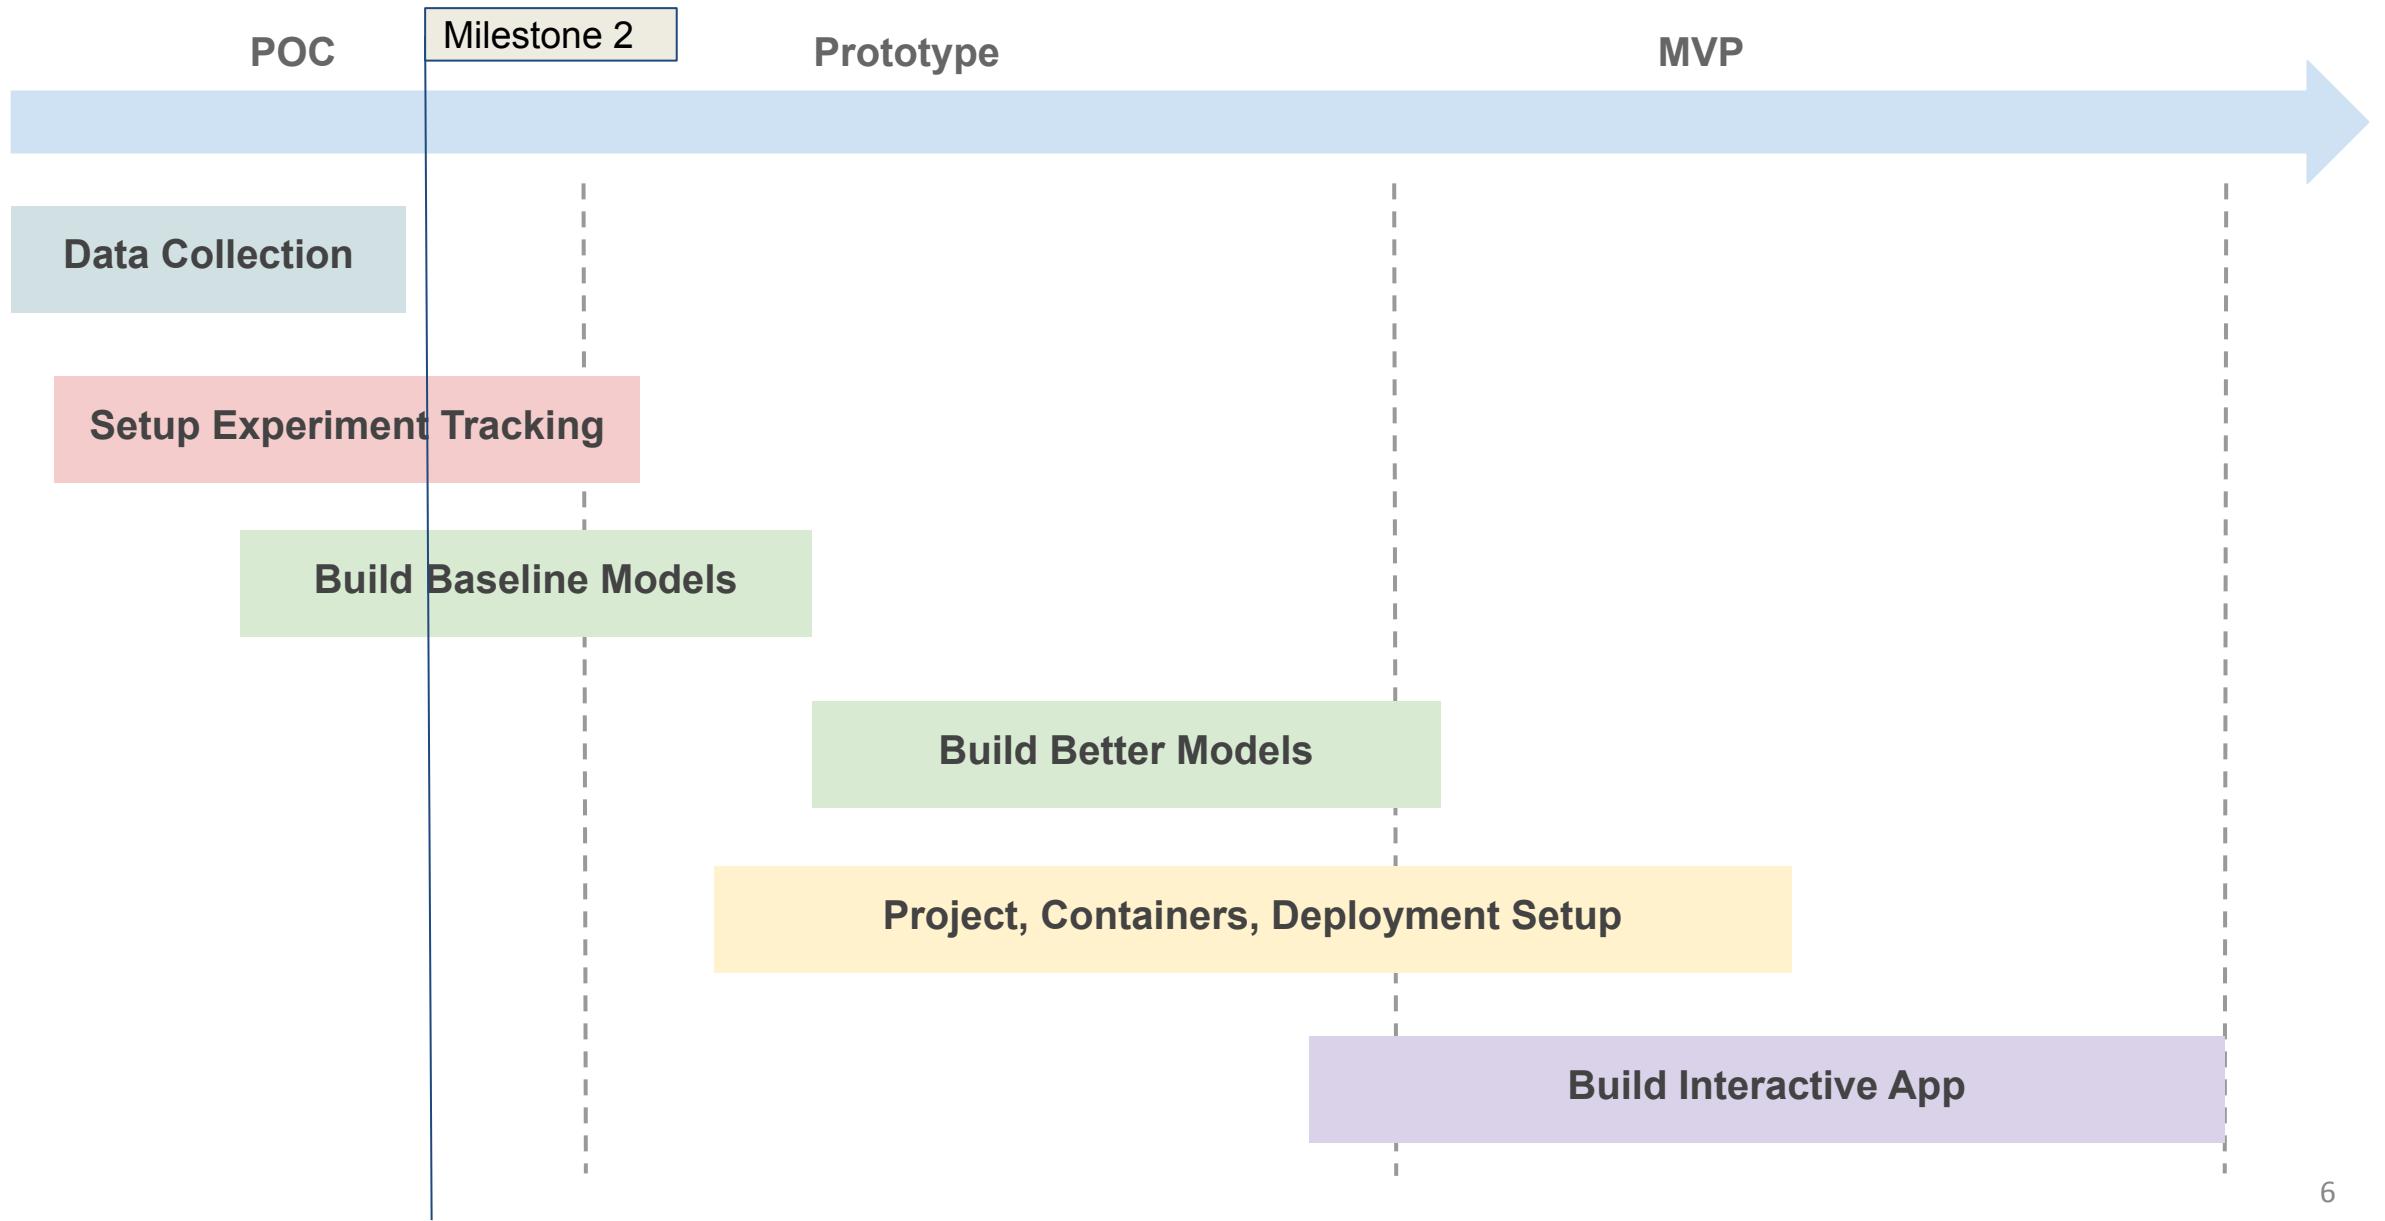 POC
Milestone 2
Prototype
MVP
Data Collection
Setup Experiment Tracking
Build Baseline Models
Build Better Models
Project, Containers, Deployment Setup
Build Interactive App
6